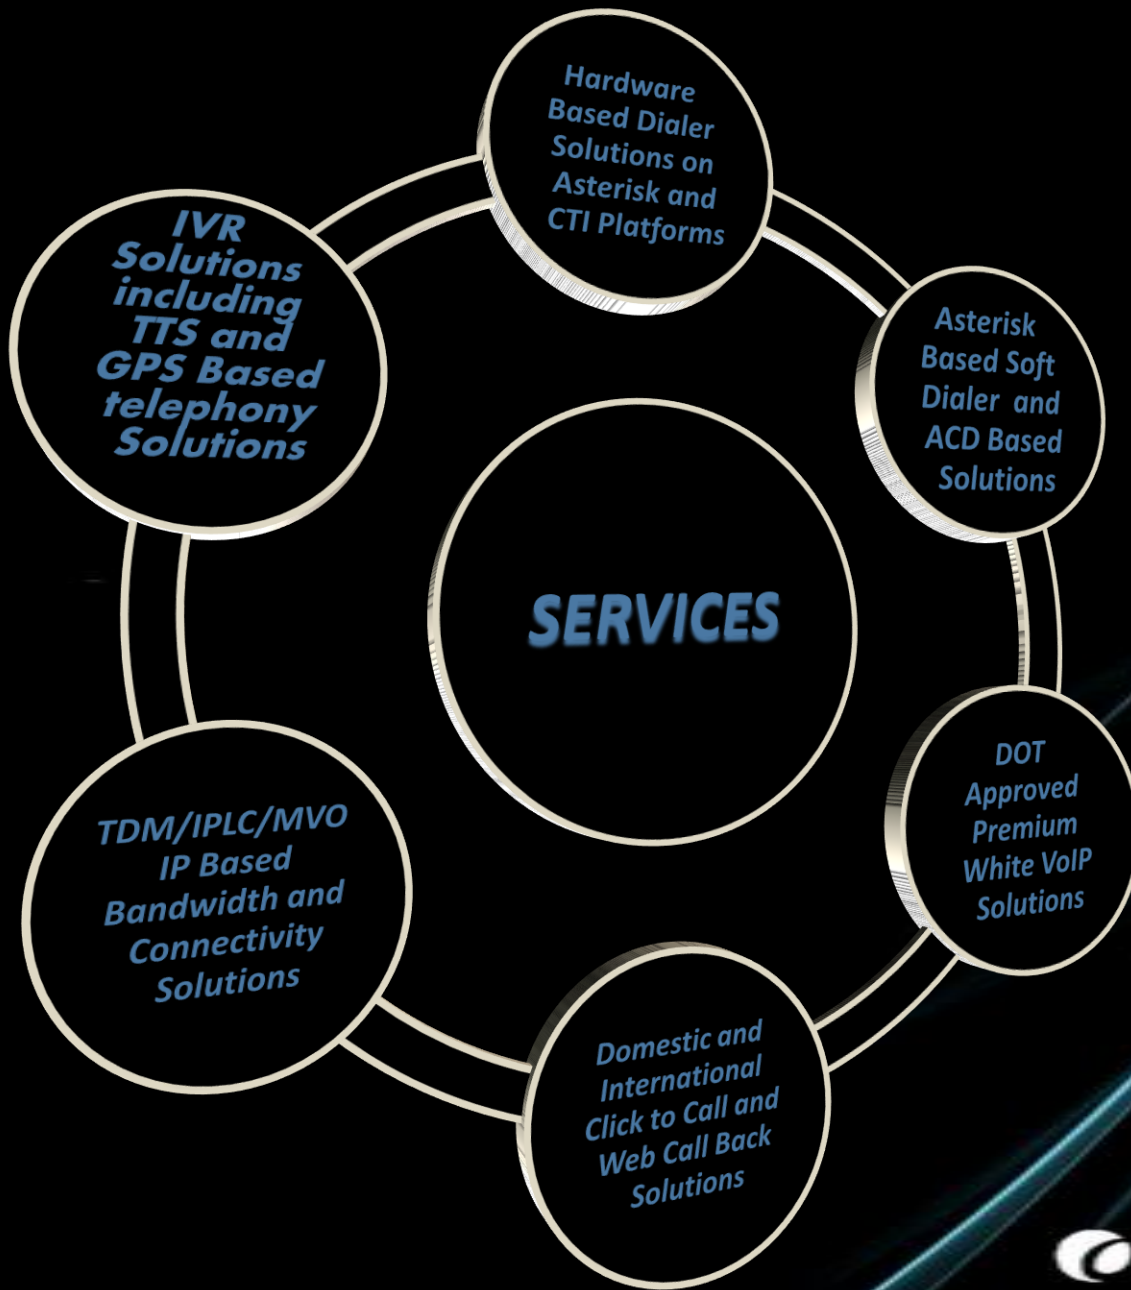 Hardware
Based Dialer
Solutions on
Asterisk and
CTI Platforms
Asterisk
Based Soft
Dialer and
ACD Based
Solutions
DOT
Approved
Premium
White VoIP
Solutions
Domestic and
International
Click to Call and
Web Call Back
Solutions
TDM/IPLC/MVO
IP Based
Bandwidth and
Connectivity
Solutions
IVR
Solutions
including
TTS and
GPS Based
telephony
Solutions
SERVICES